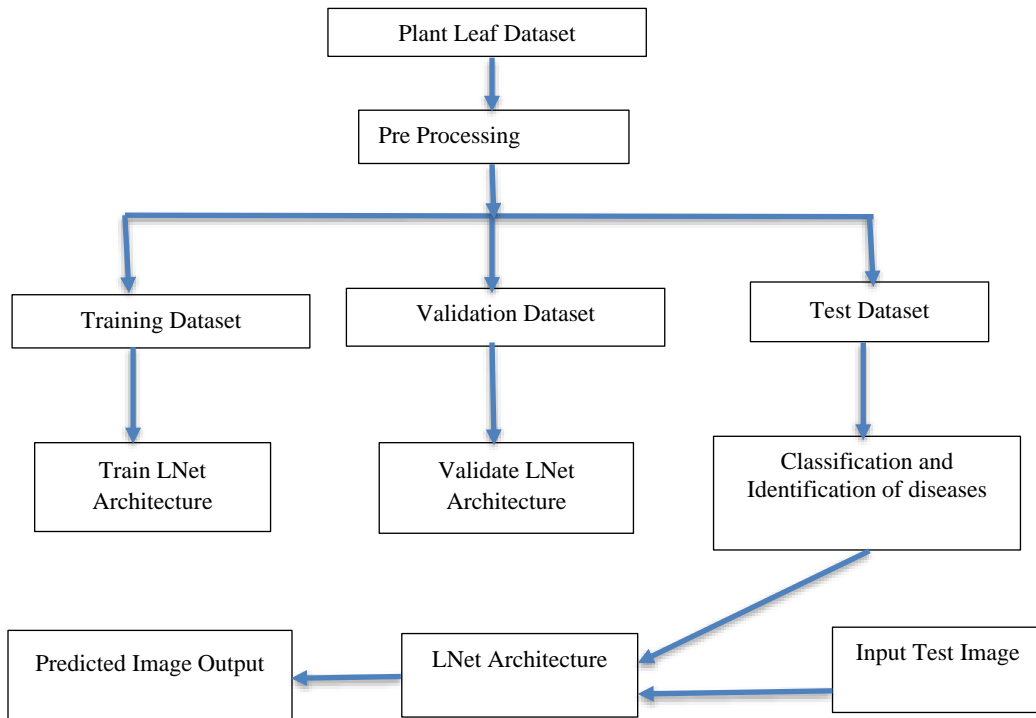 Plant Leaf Dataset
Pre Processing
Training Dataset
Validation Dataset
Test Dataset
Train LNet
Architecture
Validate LNet
Architecture
Classification and
Identification of diseases
Predicted Image Output
LNet Architecture
Input Test Image